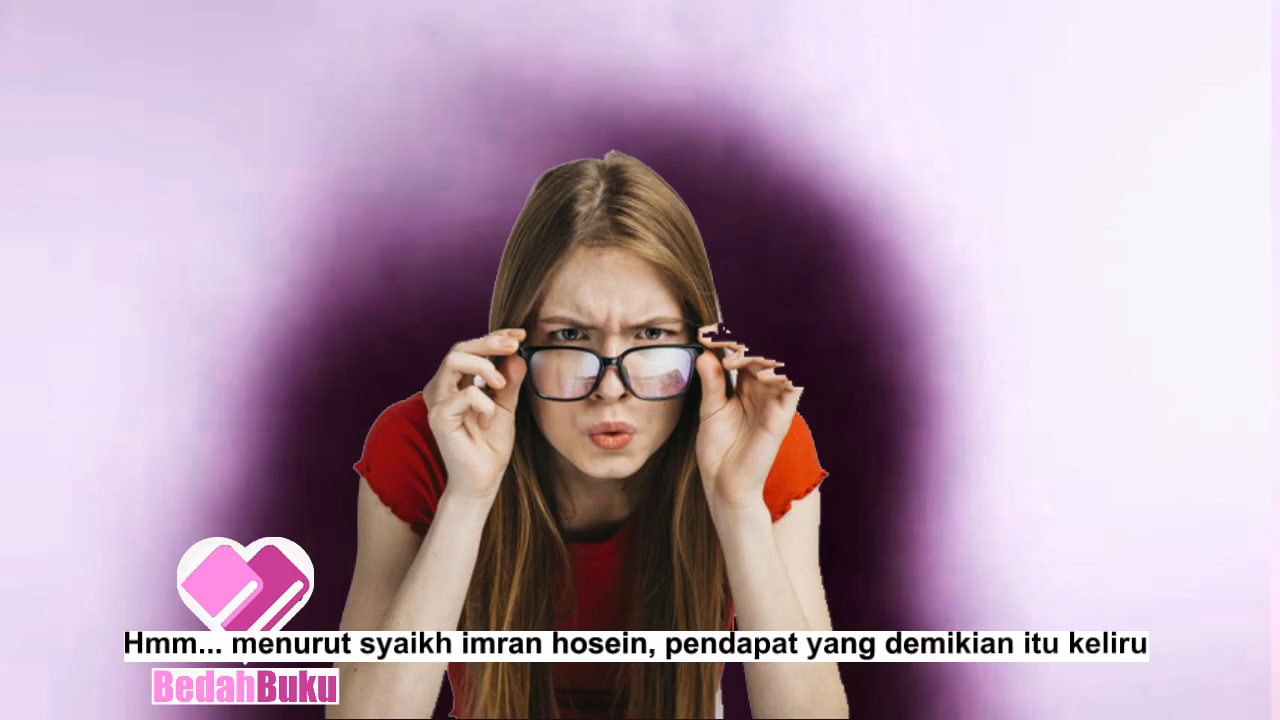 Hmm... menurut syaikh imran hosein, pendapat yang demikian itu keliru
BedahBuku